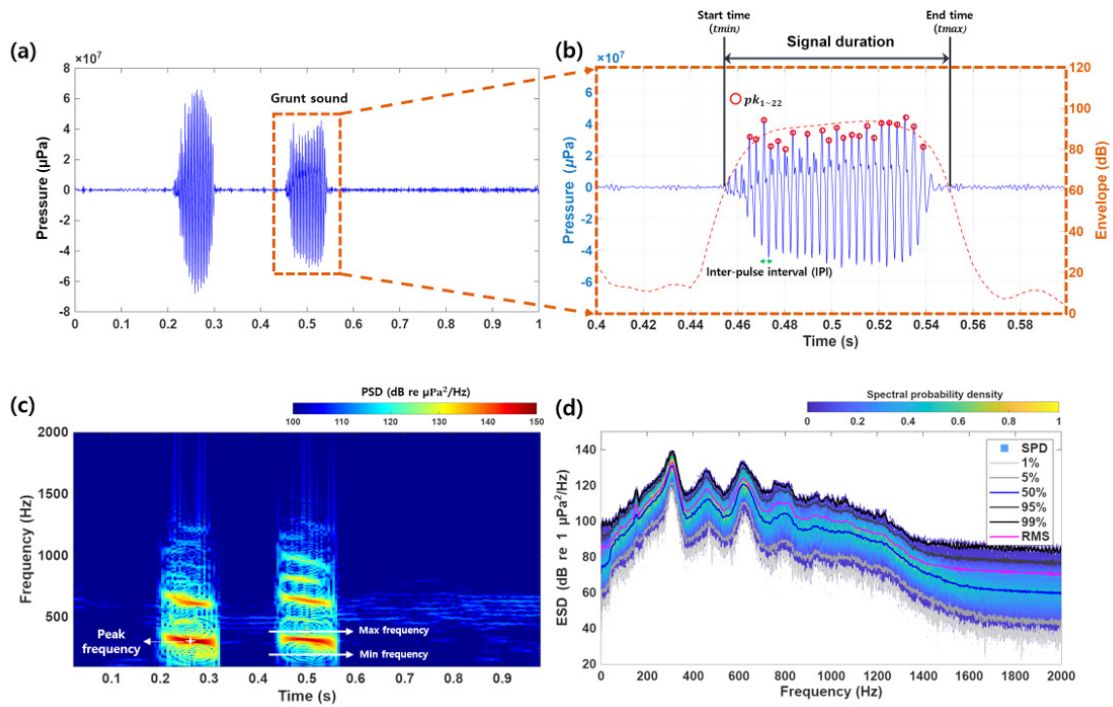 (a)
×10⁷
8
6
4
2
0
-2
-4
-6
-8
Pressure (µPa)
Grunt sound
0 0.1 0.2 0.3 0.4 0.5 0.6 0.7 0.8 0.9 1
(b)
Start time
(tmin)
End time
(tmax)
Signal duration
×10⁷
pk₁~₂₂
6
4
2
0
-2
-4
-6
Pressure (µPa)
120
100
80
60
40
20
0
Envelope (dB)
Inter-pulse interval (IPI)
0.4 0.42 0.44 0.46 0.48 0.5 0.52 0.54 0.56 0.58
Time (s)
(c)
PSD (dB re µPa²/Hz)
100 110 120 130 140 150
2000
1500
1000
500
Frequency (Hz)
Peak
frequency
Max frequency
Min frequency
0.1 0.2 0.3 0.4 0.5 0.6 0.7 0.8 0.9
Time (s)
(d)
Spectral probability density
0 0.2 0.4 0.6 0.8 1
140
120
100
80
60
40
20
ESD (dB re 1 µPa²/Hz)
SPD
1%
5%
50%
95%
99%
RMS
0 200 400 600 800 1000 1200 1400 1600 1800 2000
Frequency (Hz)